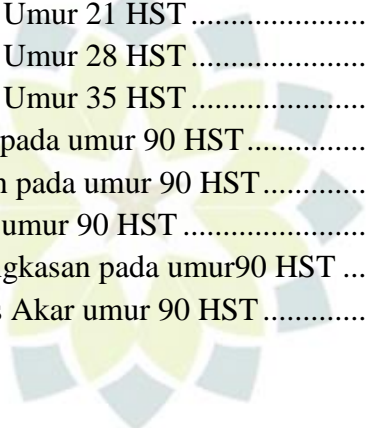 Umur 21 HST......................
Umur 28 HST......................
Umur 35 HST......................
pada umur 90 HST...............
pada umur 90 HST.............
umur 90 HST.......................
pada umur90 HST ...
Akar umur 90 HST.............